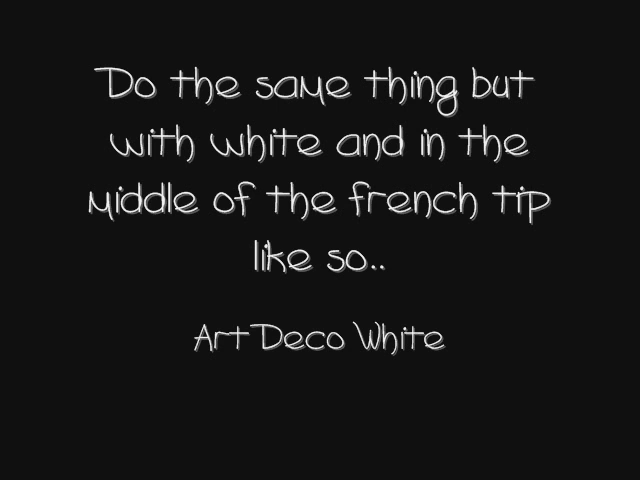 Do the same thing but
with white and in the
middle of the french tip
like so..
Art Deco White